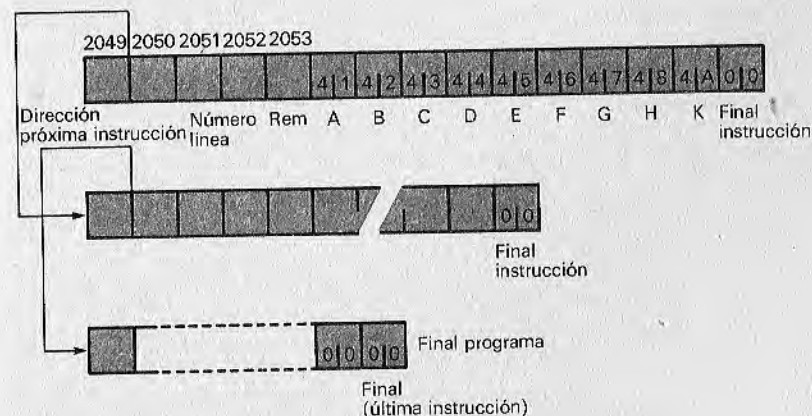 2049 2050 2051 2052 2053
4 1 4 2 4 3 4 4 4 5 4 6 4 7 4 8 4 A 0 0
Dirección
próxima instrucción
Número
línea
Rem A B C D E F G H K Final
instrucción
0 0
Final
instrucción
0 0 0 0 Final programa
Final
(última instrucción)